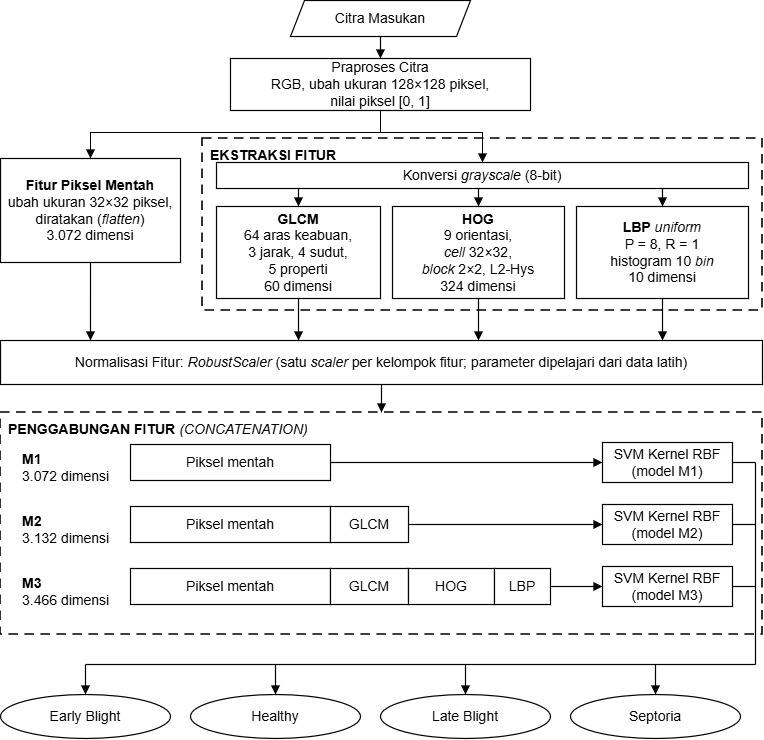 Citra Masukan
Praproses Citra
RGB, ubah ukuran 128×128 piksel,
nilai piksel [0, 1]
Fitur Piksel Mentah
ubah ukuran 32×32 piksel,
diratakan (flatten)
3.072 dimensi
EKSTRAKSI FITUR
Konversi grayscale (8-bit)
GLCM
64 aras keabuan,
3 jarak, 4 sudut,
5 properti
60 dimensi
HOG
9 orientasi,
cell 32×32,
block 2×2, L2-Hys
324 dimensi
LBP uniform
P = 8, R = 1
histogram 10 bin
10 dimensi
Normalisasi Fitur: RobustScaler (satu scaler per kelompok fitur; parameter dipelajari dari data latih)
PENGGABUNGAN FITUR (CONCATENATION)
M1
3.072 dimensi
Piksel mentah
SVM Kernel RBF
(model M1)
M2
3.132 dimensi
Piksel mentah
GLCM
SVM Kernel RBF
(model M2)
M3
3.466 dimensi
Piksel mentah
GLCM
HOG
LBP
SVM Kernel RBF
(model M3)
Early Blight
Healthy
Late Blight
Septoria